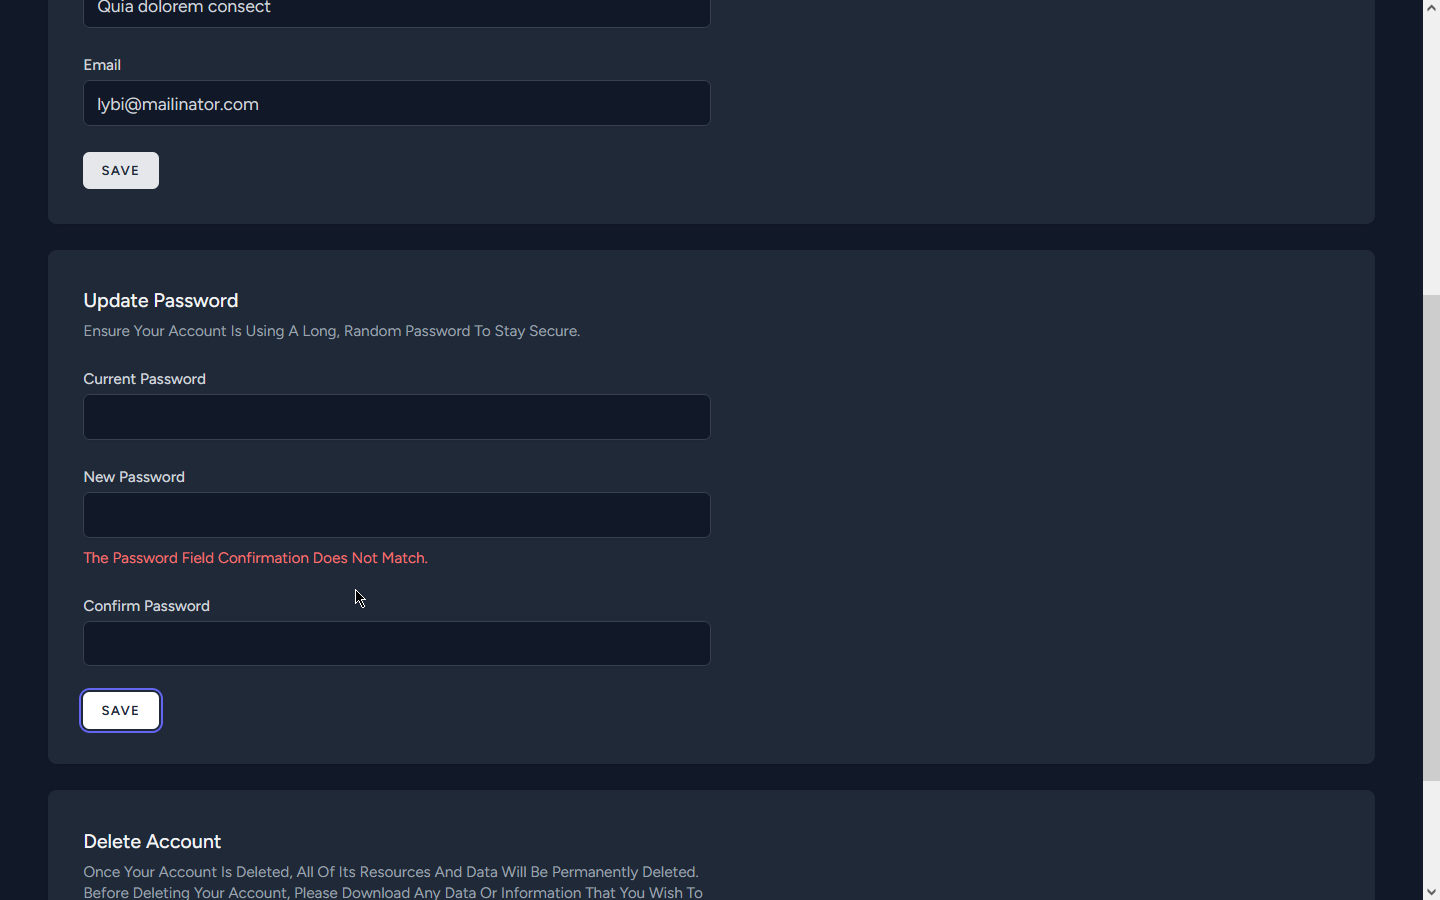 Quia dolorem consect
Email
lybi@mailinator.com
SAVE
Update Password
Ensure Your Account Is Using A Long, Random Password To Stay Secure.
Current Password
New Password
The Password Field Confirmation Does Not Match.
Confirm Password
SAVE
Delete Account
Once Your Account Is Deleted, All Of Its Resources And Data Will Be Permanently Deleted.
Before Deleting Your Account, Please Download Any Data Or Information That You Wish To